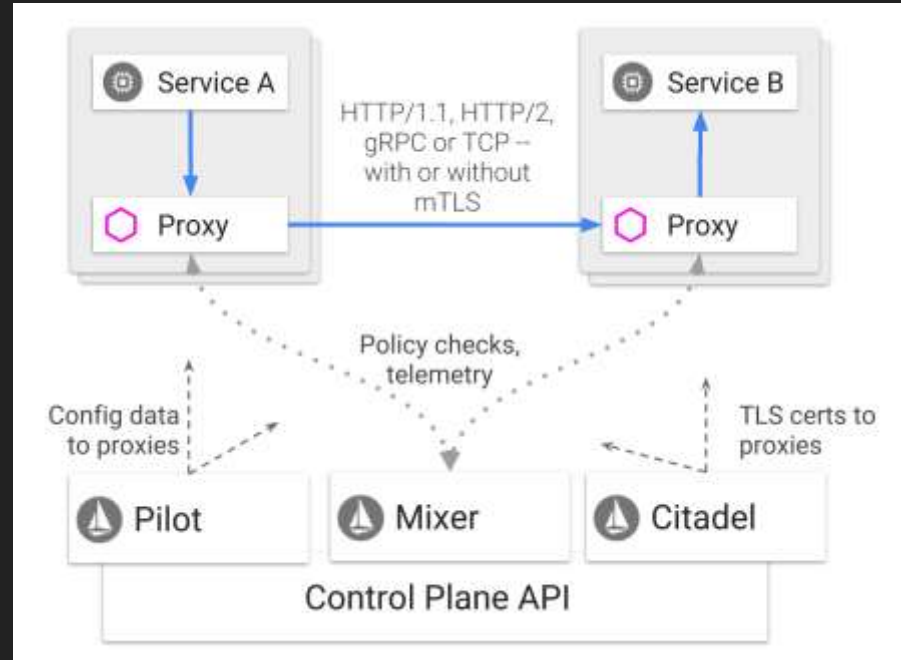 Service A
Service B
HTTP/1.1, HTTP/2,
gRPC or TCP --
with or without
mTLS
Proxy
Proxy
Policy checks,
telemetry
Config data
to proxies
TLS certs to
proxies
Pilot
Mixer
Citadel
Control Plane API